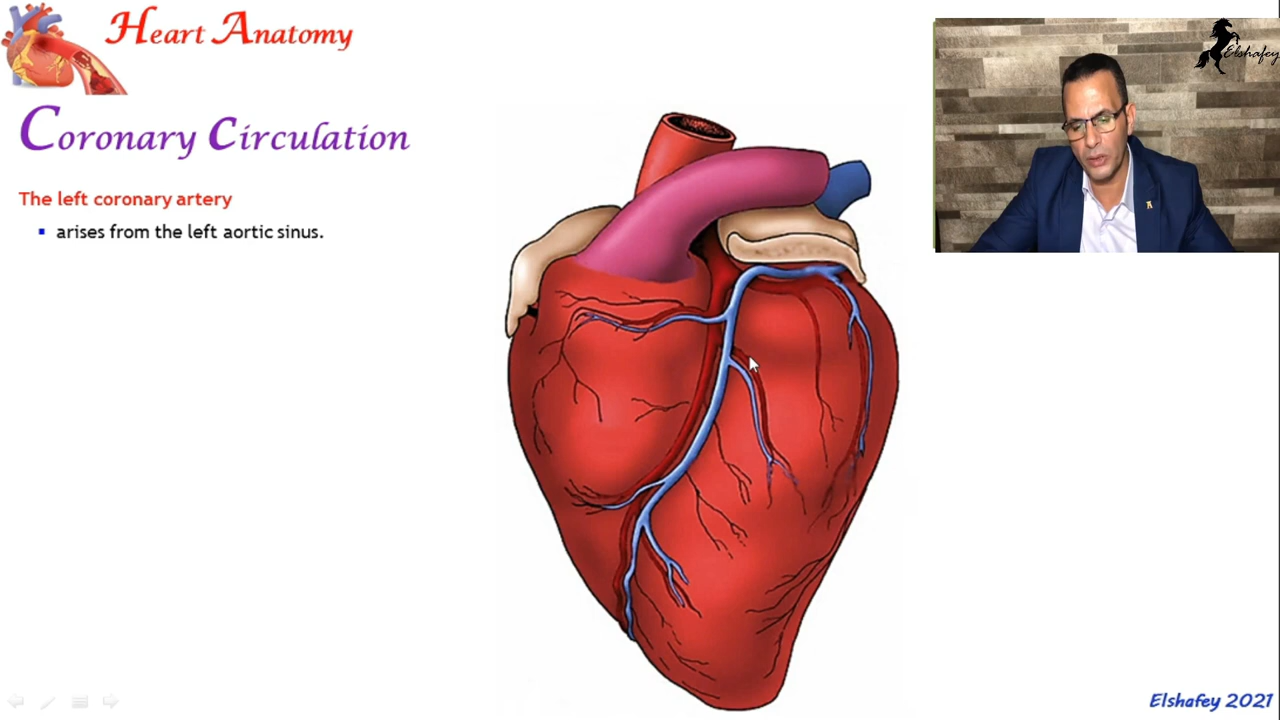 Heart Anatomy
Elshafey
Coronary Circulation
The left coronary artery
▪ arises from the left aortic sinus.
Elshafey 2021